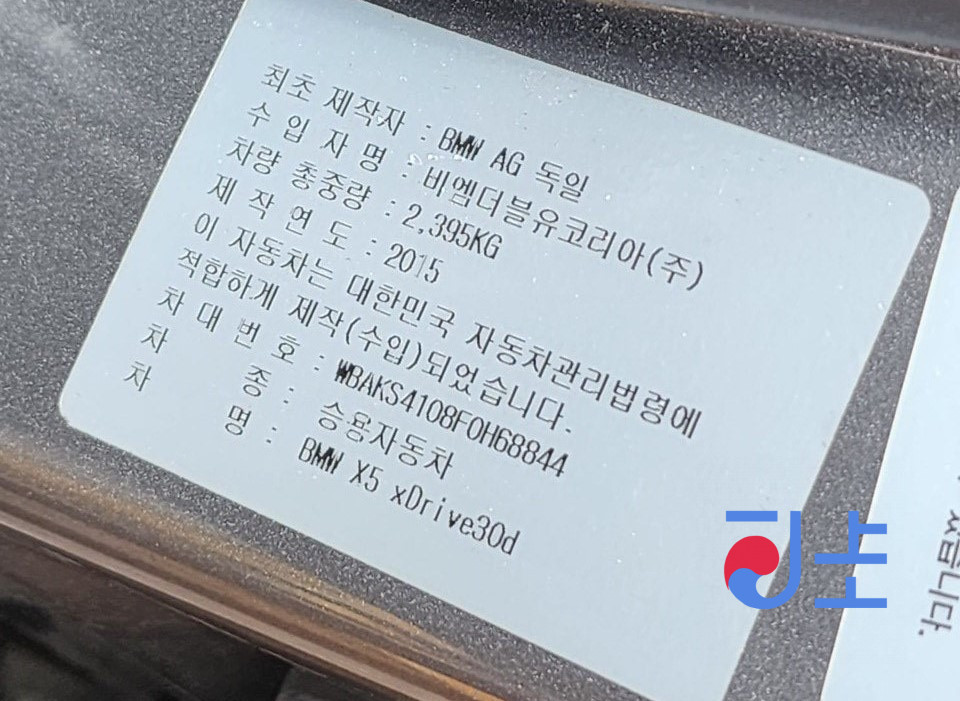 최초 제작자 : BMW AG 독일
수 입 자 명 : 비엠더블유코리아(주)
차량 총중량 : 2,395KG
제 작 연 도 : 2015
이 자동차는 대한민국 자동차관리법령에
적합하게 제작(수입)되었습니다.
차 대 번 호 : WBAKS4108F0H68844
차 종 : 승용자동차
차 명 : BMW X5 xDrive30d
니다.